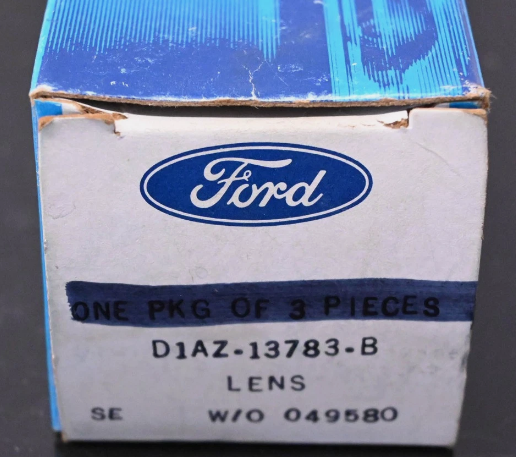 Ford
ONE PKG OF 3 PIECES
D1AZ-13783-B
LENS
SE W/O 049580